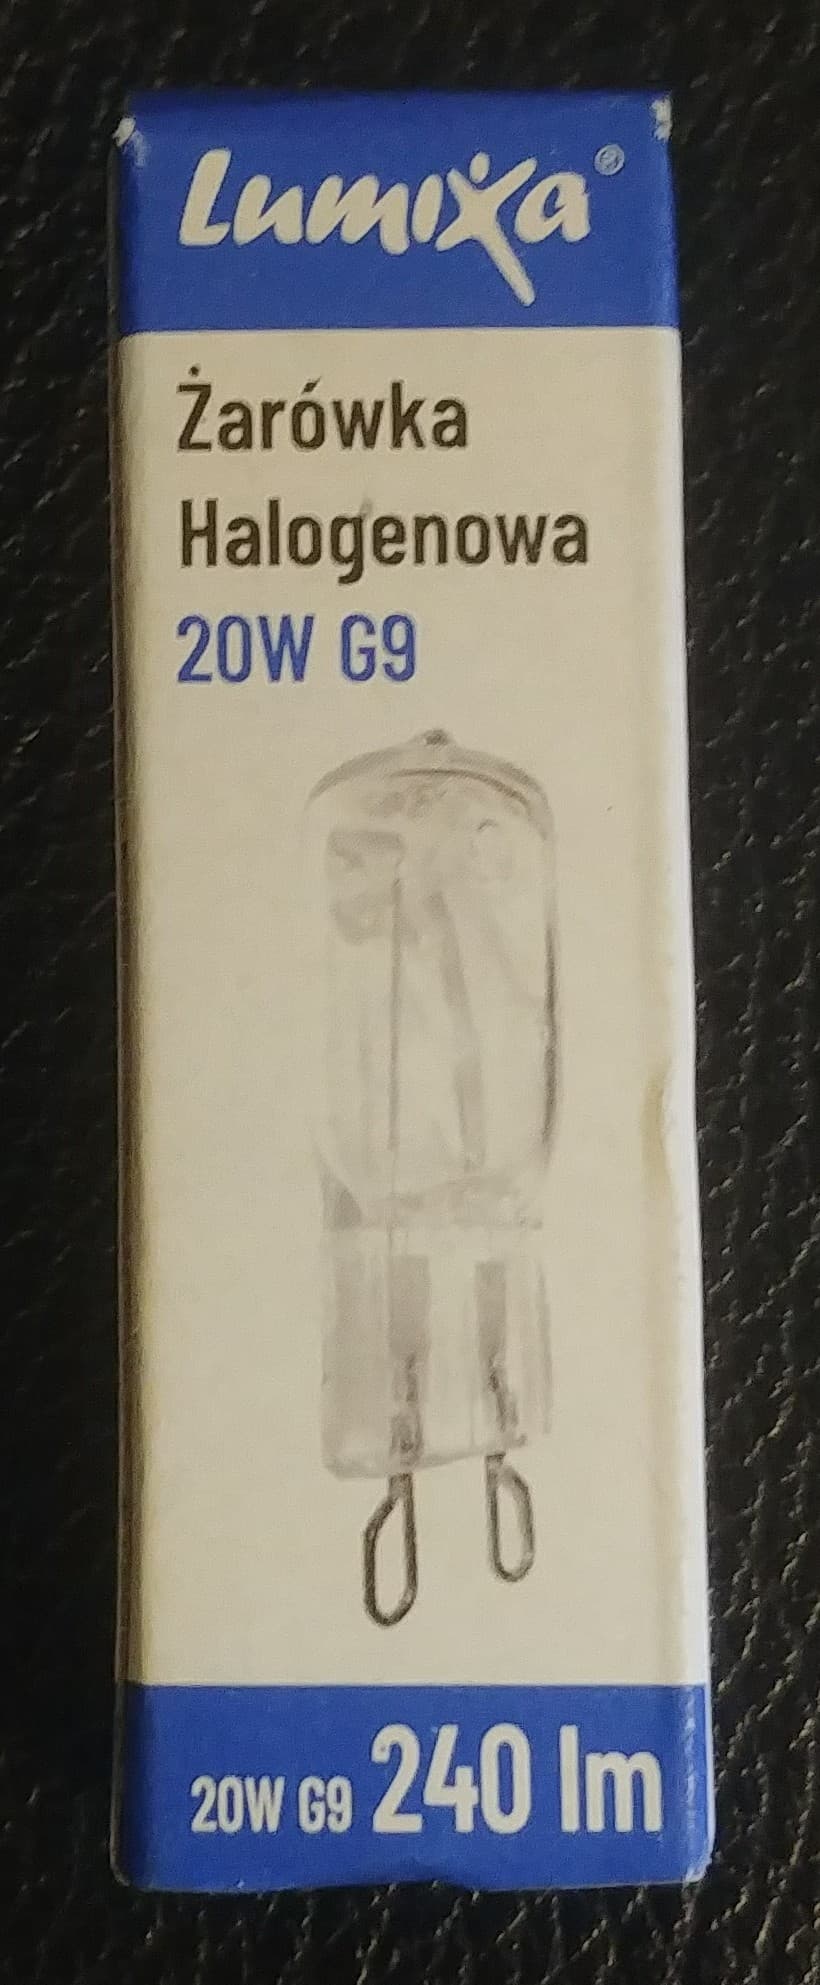 Lumixa®
Żarówka
Halogenowa
20W G9
20W G9 240 lm